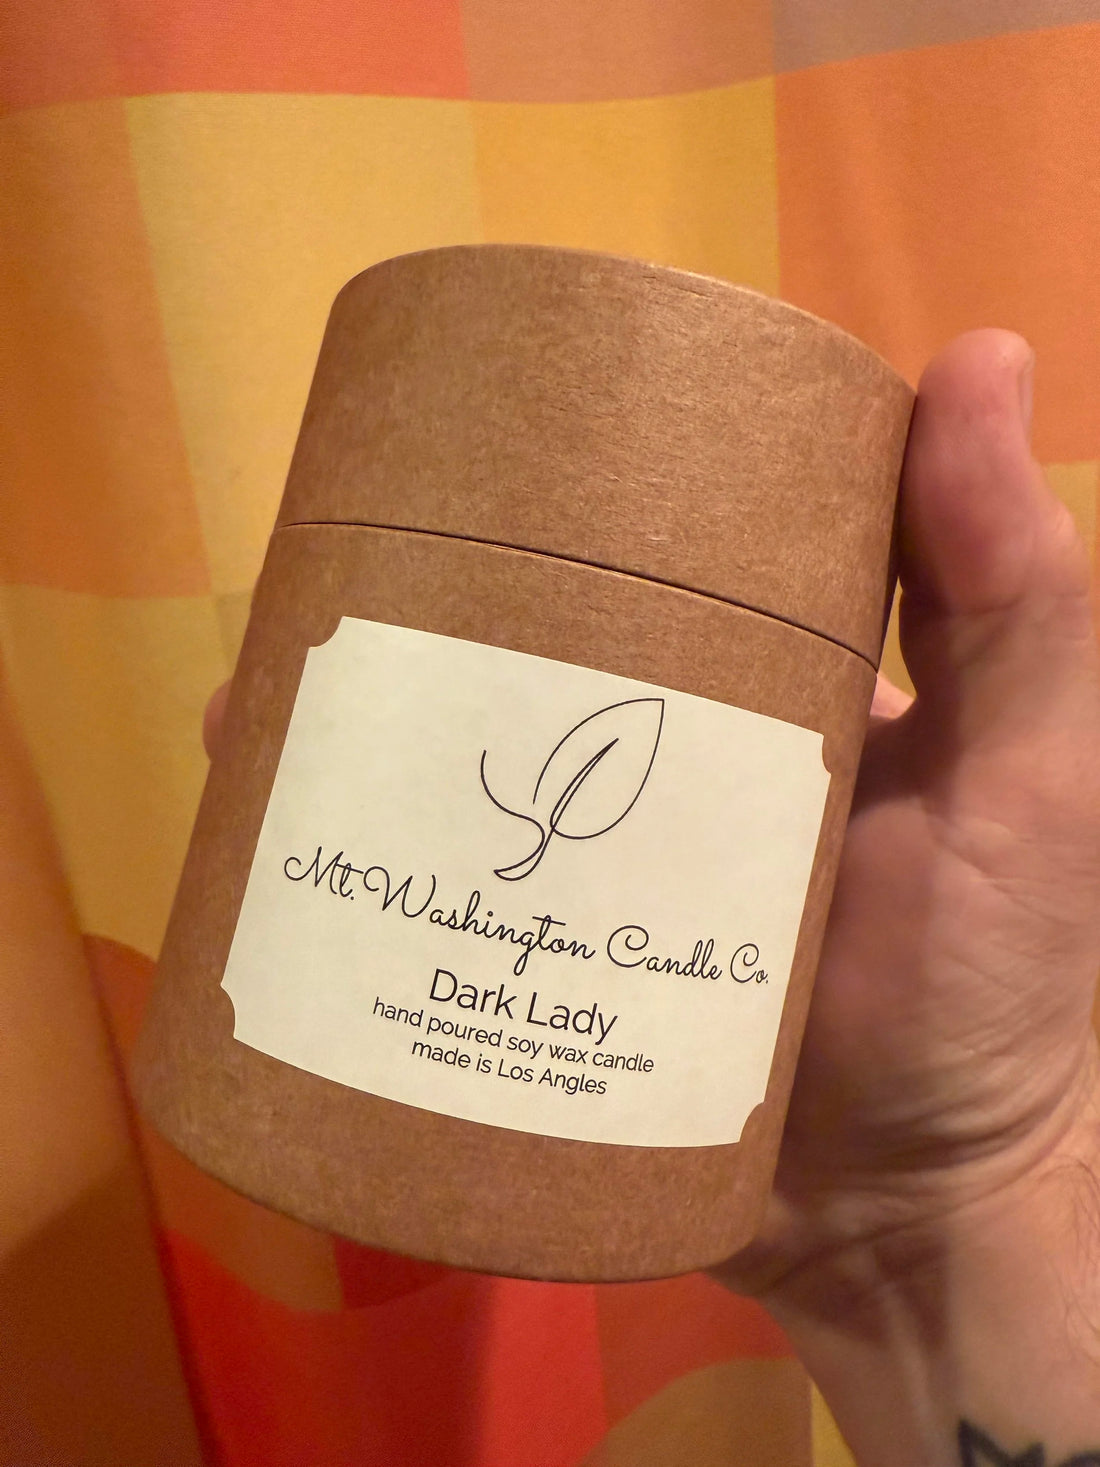 Mt. Washington Candle Co.
Dark Lady
hand poured soy wax candle
made is Los Angles